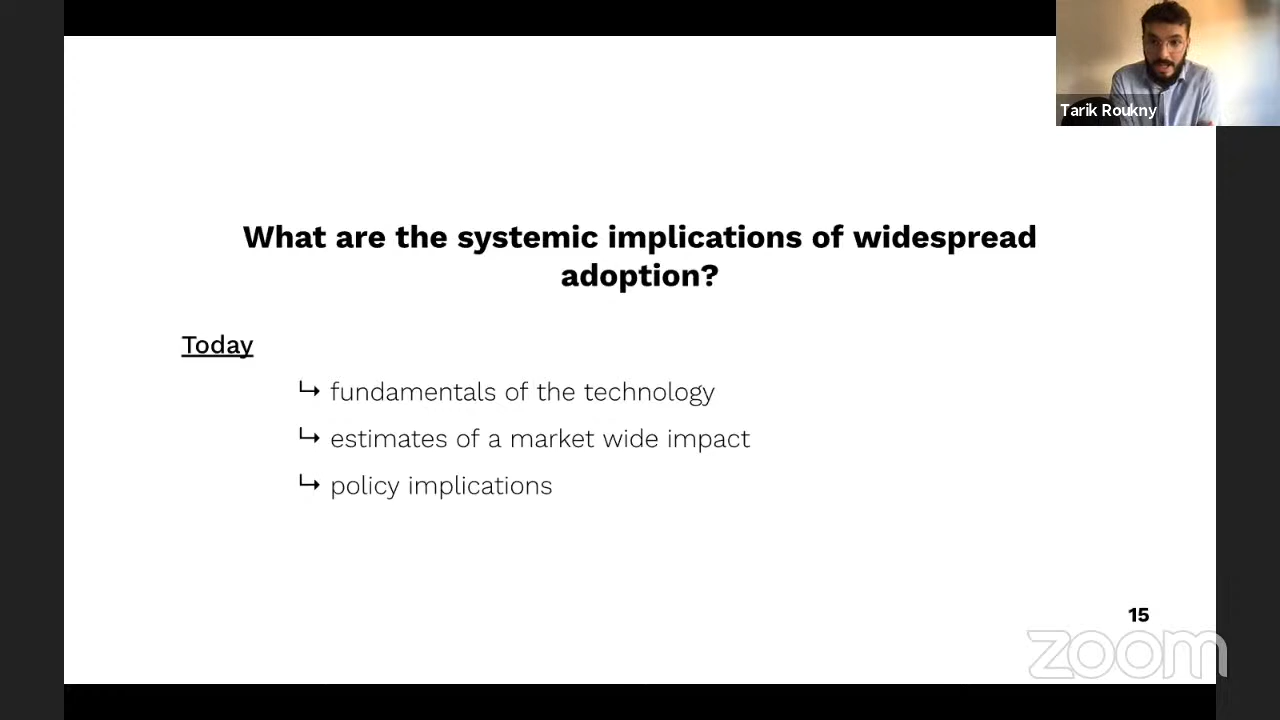 Tarik Roukny
What are the systemic implications of widespread
adoption?
Today
↳ fundamentals of the technology
↳ estimates of a market wide impact
↳ policy implications
15
zoom